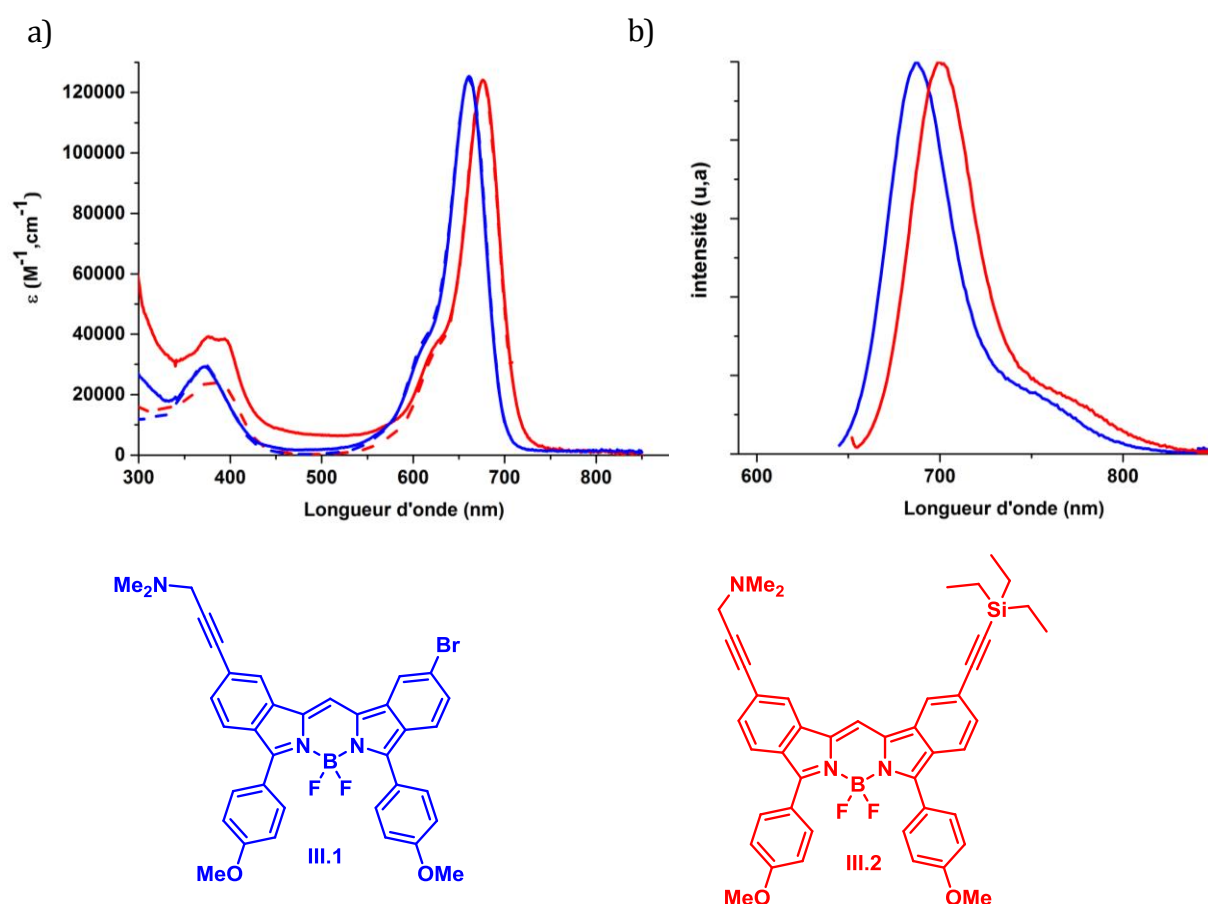 a)
b)
ε (M⁻¹,cm⁻¹)
120000
100000
80000
60000
40000
20000
0
300
400
500
600
700
800
Longueur d'onde (nm)
intensité (u,a)
600
700
800
Longueur d'onde (nm)
Me₂N
Br
N
B
N
F
F
MeO
OMe
III.1
NMe₂
Si
N
B
N
F
F
MeO
OMe
III.2